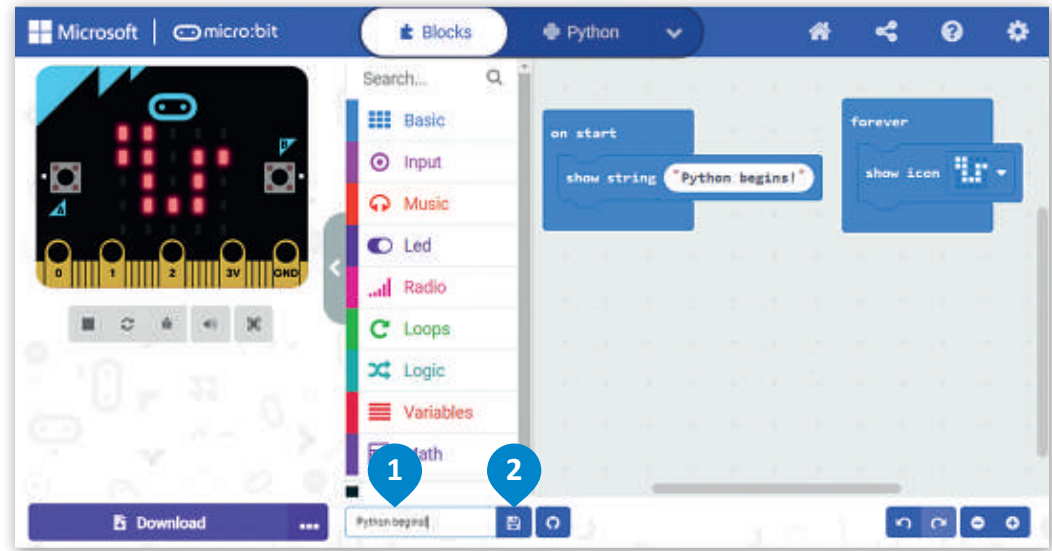 Microsoft | micro:bit
Blocks
Python
Search...
Basic
Input
Music
Led
Radio
Loops
Logic
Variables
ath
on start
show string "Python begins!"
forever
show icon
B
A
0 1 2 3V GND
1
2
Download
...
Python begins!